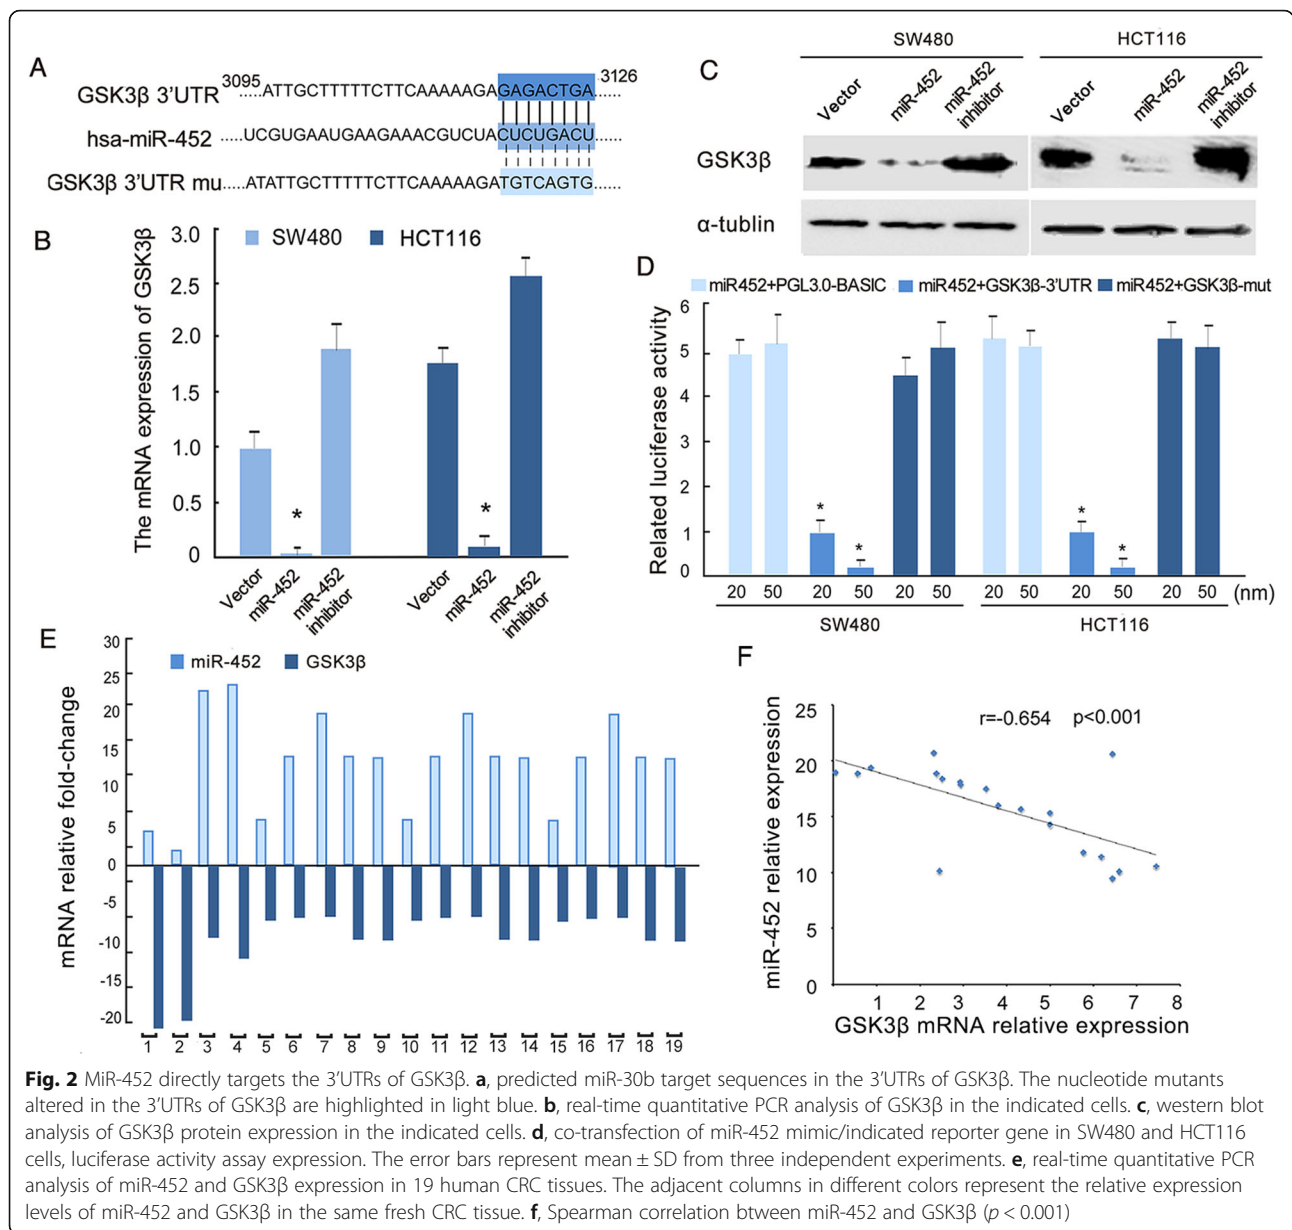 A
3095
3126
GSK3β 3'UTR .....ATTGCTTTTTCTTCAAAAAGAGAGACTGA......
hsa-miR-452 .....UCGUGAAUGAAGAAACGUCUACUCUGACU......
GSK3β 3'UTR mu.....ATATTGCTTTTTCTTCAAAAAGATGTCAGTG......
B
The mRNA expression of GSK3β
SW480 HCT116
3.0
2.5
2.0
1.5
1.0
0.5
0
* *
Vector miR-452 miR-452 inhibitor Vector miR-452 miR-452 inhibitor
C
SW480 HCT116
Vector miR-452 miR-452 inhibitor Vector miR-452 miR-452 inhibitor
GSK3β
α-tublin
D
miR452+PGL3.0-BASIC miR452+GSK3β-3'UTR miR452+GSK3β-mut
Related luciferase activity
6
5
4
3
2
1
0
* * * *
20 50 20 50 20 50 20 50 20 50 20 50 (nm)
SW480 HCT116
E
mRNA relative fold-change
miR-452 GSK3β
30
25
20
15
10
5
0
-5
-10
-15
-20
1 2 3 4 5 6 7 8 9 10 11 12 13 14 15 16 17 18 19
F
r=-0.654 p<0.001
miR-452 relative expression
25
20
15
10
5
0
1 2 3 4 5 6 7 8
GSK3β mRNA relative expression
Fig. 2 MiR-452 directly targets the 3'UTRs of GSK3β. a, predicted miR-30b target sequences in the 3'UTRs of GSK3β. The nucleotide mutants
altered in the 3'UTRs of GSK3β are highlighted in light blue. b, real-time quantitative PCR analysis of GSK3β in the indicated cells. c, western blot
analysis of GSK3β protein expression in the indicated cells. d, co-transfection of miR-452 mimic/indicated reporter gene in SW480 and HCT116
cells, luciferase activity assay expression. The error bars represent mean ± SD from three independent experiments. e, real-time quantitative PCR
analysis of miR-452 and GSK3β expression in 19 human CRC tissues. The adjacent columns in different colors represent the relative expression
levels of miR-452 and GSK3β in the same fresh CRC tissue. f, Spearman correlation btween miR-452 and GSK3β (p < 0.001)